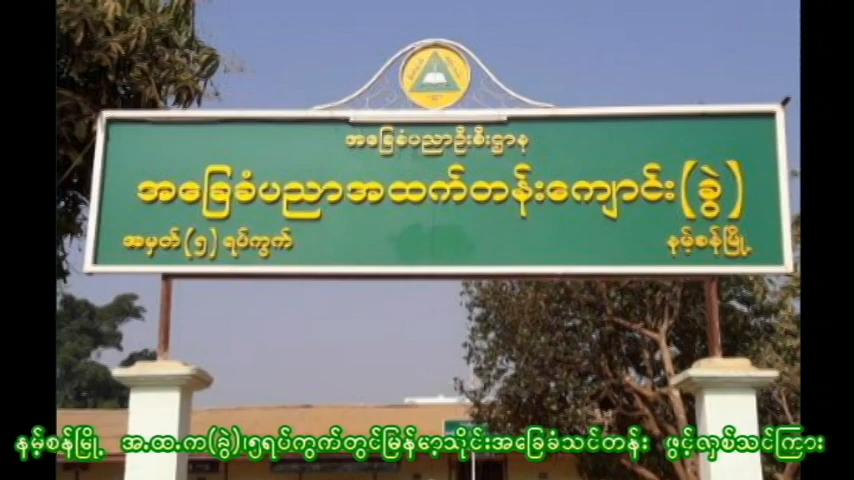 အခြေခံပညာဦးစီးဌာန
အခြေခံပညာအထက်တန်းကျောင်း(ခွဲ)
အမှတ်(၅)ရပ်ကွက်
နမ့်စန်မြို့
နမ့်စန်မြို့ အ.ထ.က(ခွဲ)၊၅ရပ်ကွက်တွင်မြန်မာ့သိုင်းအခြေခံသင်တန်း ဖွင့်လှစ်သင်ကြား